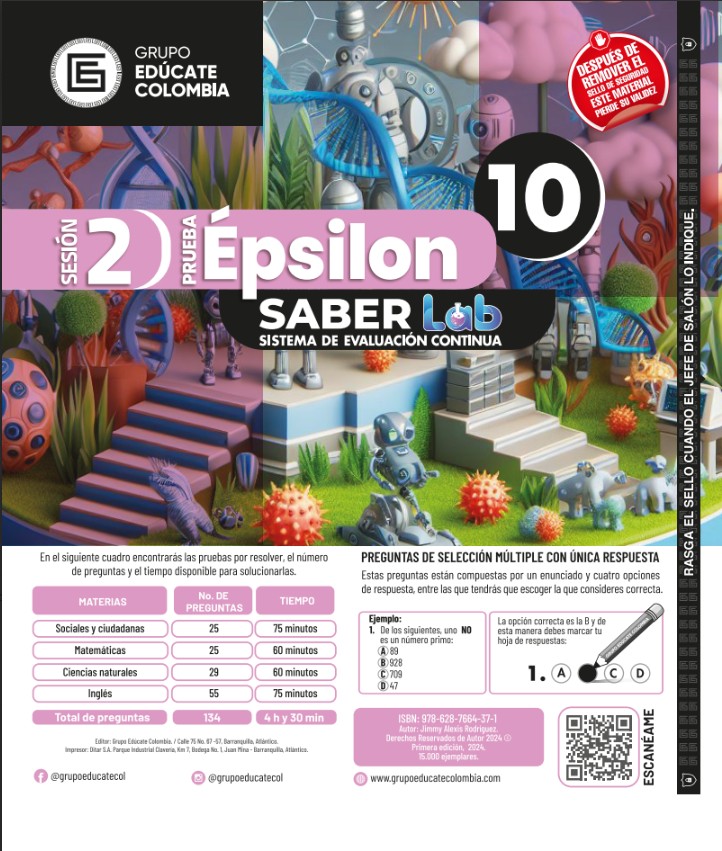 GRUPO
EDÚCATE
COLOMBIA
DESPUÉS DE
REMOVER EL
SELLO DE SEGURIDAD
ESTE MATERIAL
PIERDE SU VALIDEZ
10
SESIÓN
2
PRUEBA
Épsilon
SABER Lab
SISTEMA DE EVALUACIÓN CONTINUA
RASGA EL SELLO CUANDO EL JEFE DE SALÓN LO INDIQUE.
En el siguiente cuadro encontrarás las pruebas por resolver, el número
de preguntas y el tiempo disponible para solucionarlas.
MATERIAS No. DE PREGUNTAS TIEMPO
Sociales y ciudadanas 25 75 minutos
Matemáticas 25 60 minutos
Ciencias naturales 29 60 minutos
Inglés 55 75 minutos
Total de preguntas 134 4 h y 30 min
Editor: Grupo Edúcate Colombia. / Calle 75 No. 67 -57, Barranquilla, Atlántico.
Impresor: Ditar S.A. Parque Industrial Clavería, Km 7, Bodega No. 1, Juan Mina - Barranquilla, Atlántico.
@grupoeducatecol
@grupoeducatecol
PREGUNTAS DE SELECCIÓN MÚLTIPLE CON ÚNICA RESPUESTA
Estas preguntas están compuestas por un enunciado y cuatro opciones
de respuesta, entre las que tendrás que escoger la que consideres correcta.
Ejemplo:
1. De los siguientes, uno NO
es un número primo:
A 89
B 928
C 709
D 47
La opción correcta es la B y de
esta manera debes marcar tu
hoja de respuestas:
1. A C D
ISBN: 978-628-7664-37-1
Autor: Jimmy Alexis Rodríguez.
Derechos Reservados de Autor 2024 ©
Primera edición, 2024.
15.000 ejemplares.
ESCANÉAME
www.grupoeducatecolombia.com